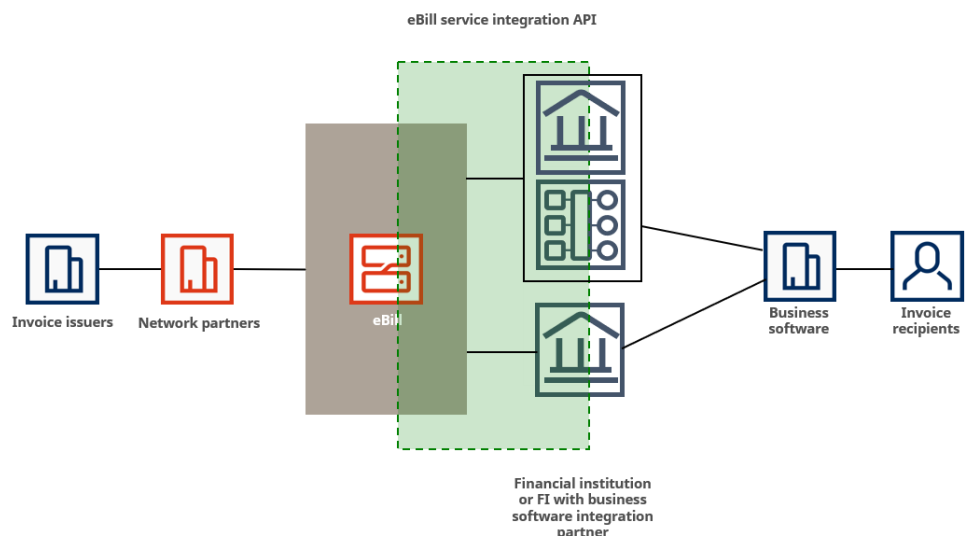 eBill service integration API
Invoice issuers
Network partners
eBill
Business
software
Invoice
recipients
Financial institution
or FI with business
software integration
partner